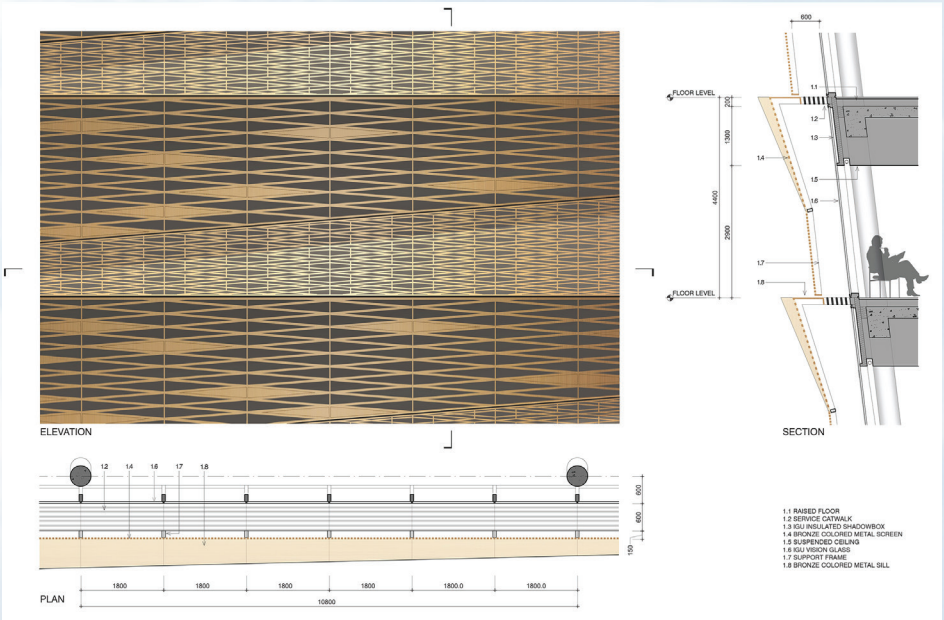 600
1.1
FLOOR LEVEL
200
1.2
1300
1.3
1.4
1.5
4400
1.6
2900
1.7
1.8
FLOOR LEVEL
ELEVATION
SECTION
1.2
1.4
1.6
1.7
1.8
600
600
150
1.1 RAISED FLOOR
1.2 SERVICE CATWALK
1.3 IGU INSULATED SHADOWBOX
1.4 BRONZE COLORED METAL SCREEN
1.5 SUSPENDED CEILING
1.6 IGU VISION GLASS
1.7 SUPPORT FRAME
1.8 BRONZE COLORED METAL SILL
1800 1800 1800 1800 1800.0 1800.0
PLAN
10800